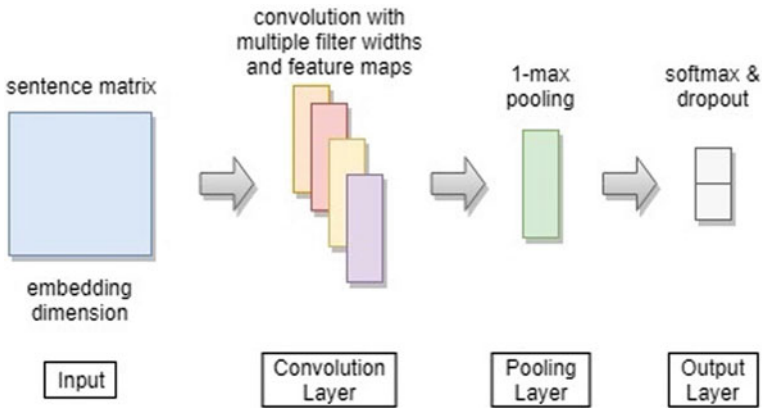 convolution with
multiple filter widths
and feature maps
sentence matrix
1-max
pooling
softmax &
dropout
embedding
dimension
Input
Convolution
Layer
Pooling
Layer
Output
Layer